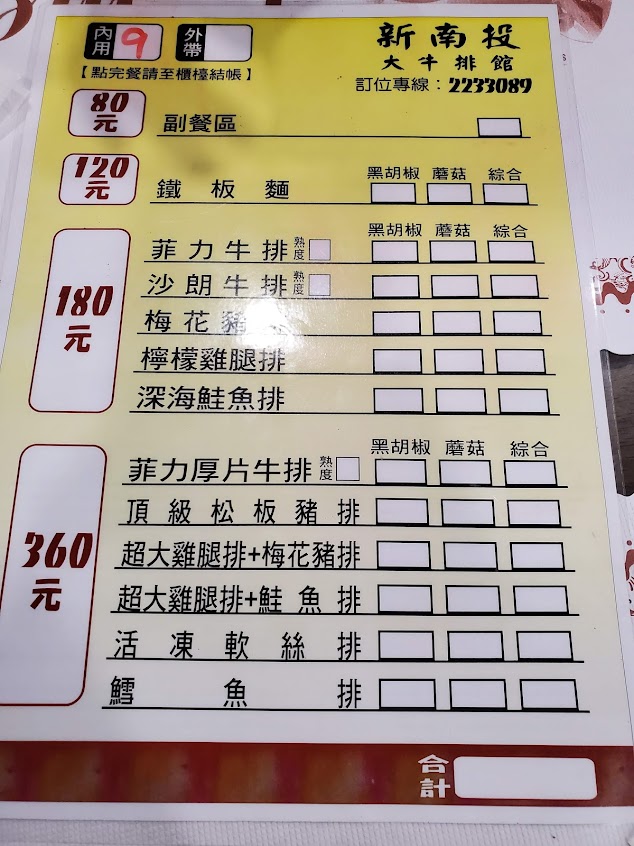 內用 9 外帶 新南投
大牛排館
【點完餐請至櫃檯結帳】
訂位專線：2233089
80元 副餐區
黑胡椒 蘑菇 綜合
120元 鐵板麵
黑胡椒 蘑菇 綜合
菲力牛排 熟度
沙朗牛排 熟度
180元
梅花豬
檸檬雞腿排
深海鮭魚排
黑胡椒 蘑菇 綜合
菲力厚片牛排 熟度
頂級松板豬排
360元
超大雞腿排+梅花豬排
超大雞腿排+鮭魚排
活凍軟絲排
鱈魚排
合計